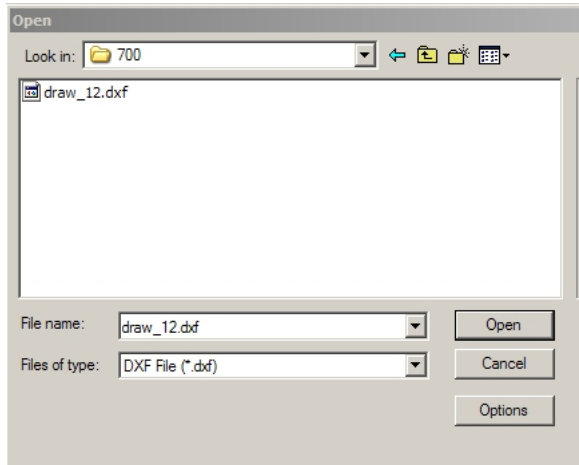 Open
Look in: 700
draw_12.dxf
File name: draw_12.dxf Open
Files of type: DXF File (*.dxf) Cancel
Options